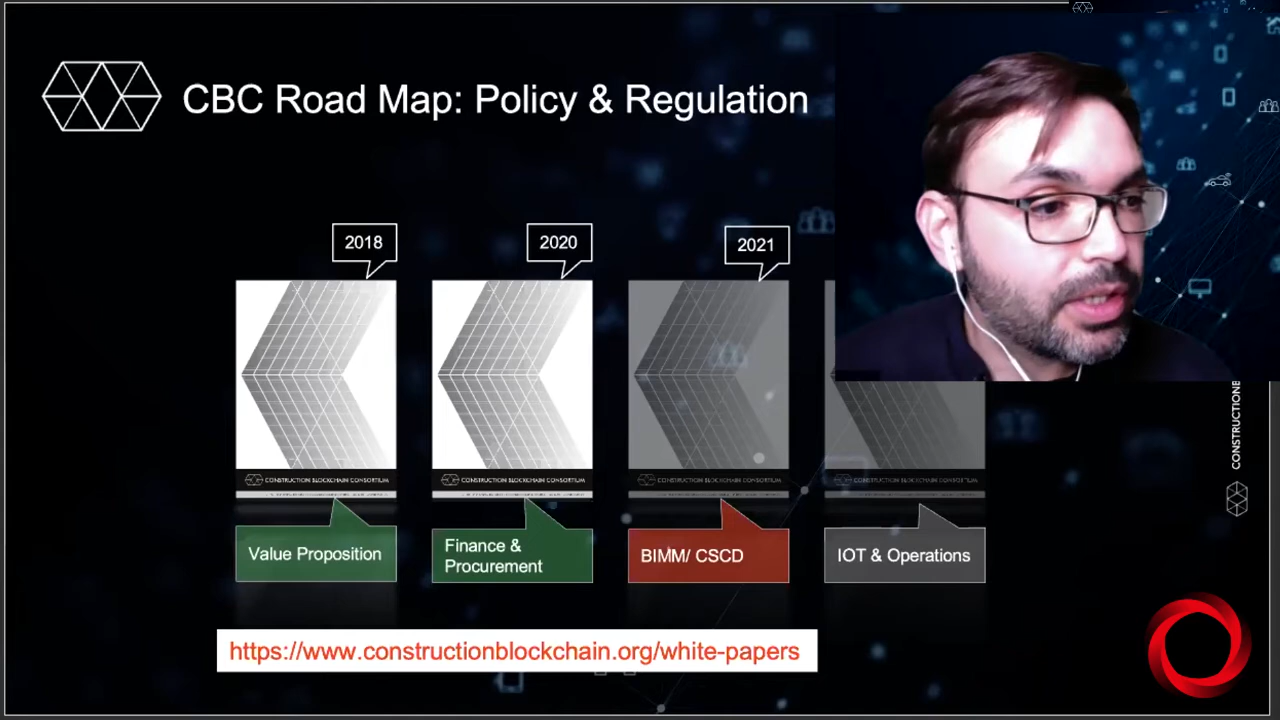 CBC Road Map: Policy & Regulation
2018
2020
2021
CONSTRUCTION BLOCKCHAIN CONSORTIUM
CONSTRUCTION BLOCKCHAIN CONSORTIUM
CONSTRUCTION BLOCKCHAIN CONSORTIUM
CONSTRUCTION BLOCKCHAIN CONSORTIUM
Value Proposition
Finance &
Procurement
BIMM/ CSCD
IOT & Operations
https://www.constructionblockchain.org/white-papers